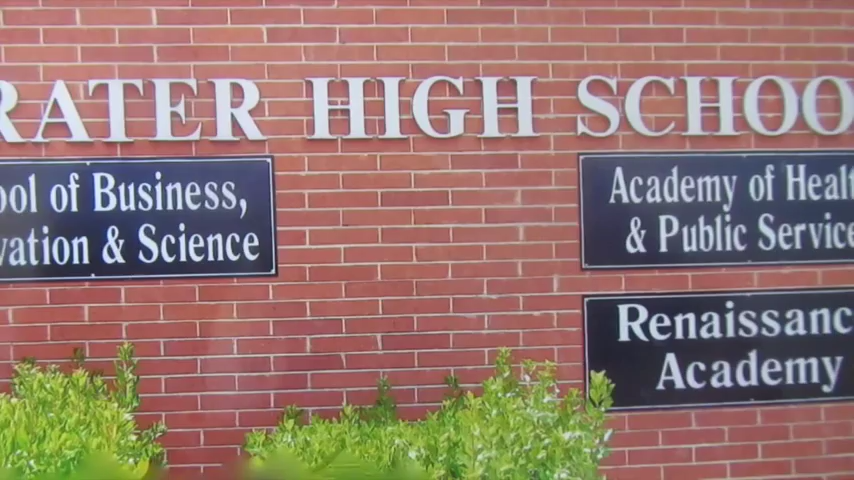 RATER HIGH SCHOO
ool of Business,
vation & Science
Academy of Healt
& Public Service
Renaissanc
Academy